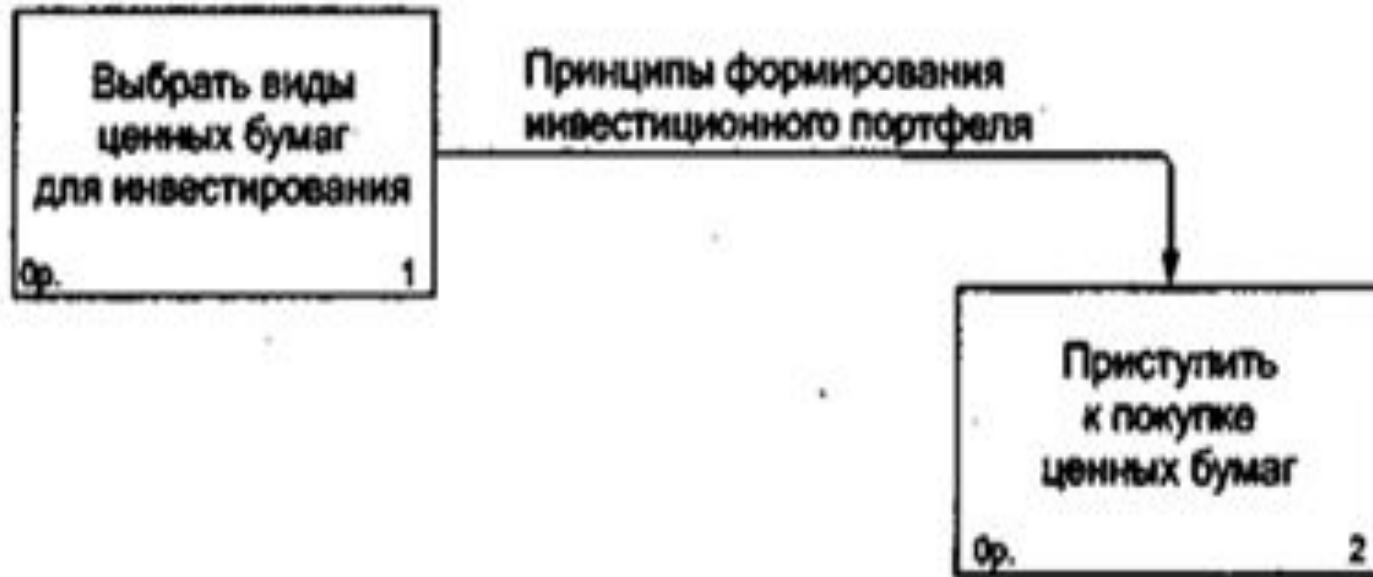 Выбрать виды
ценных бумаг
для инвестирования
0р. 1
Принципы формирования
инвестиционного портфеля
Приступить
к покупке
ценных бумаг
0р. 2